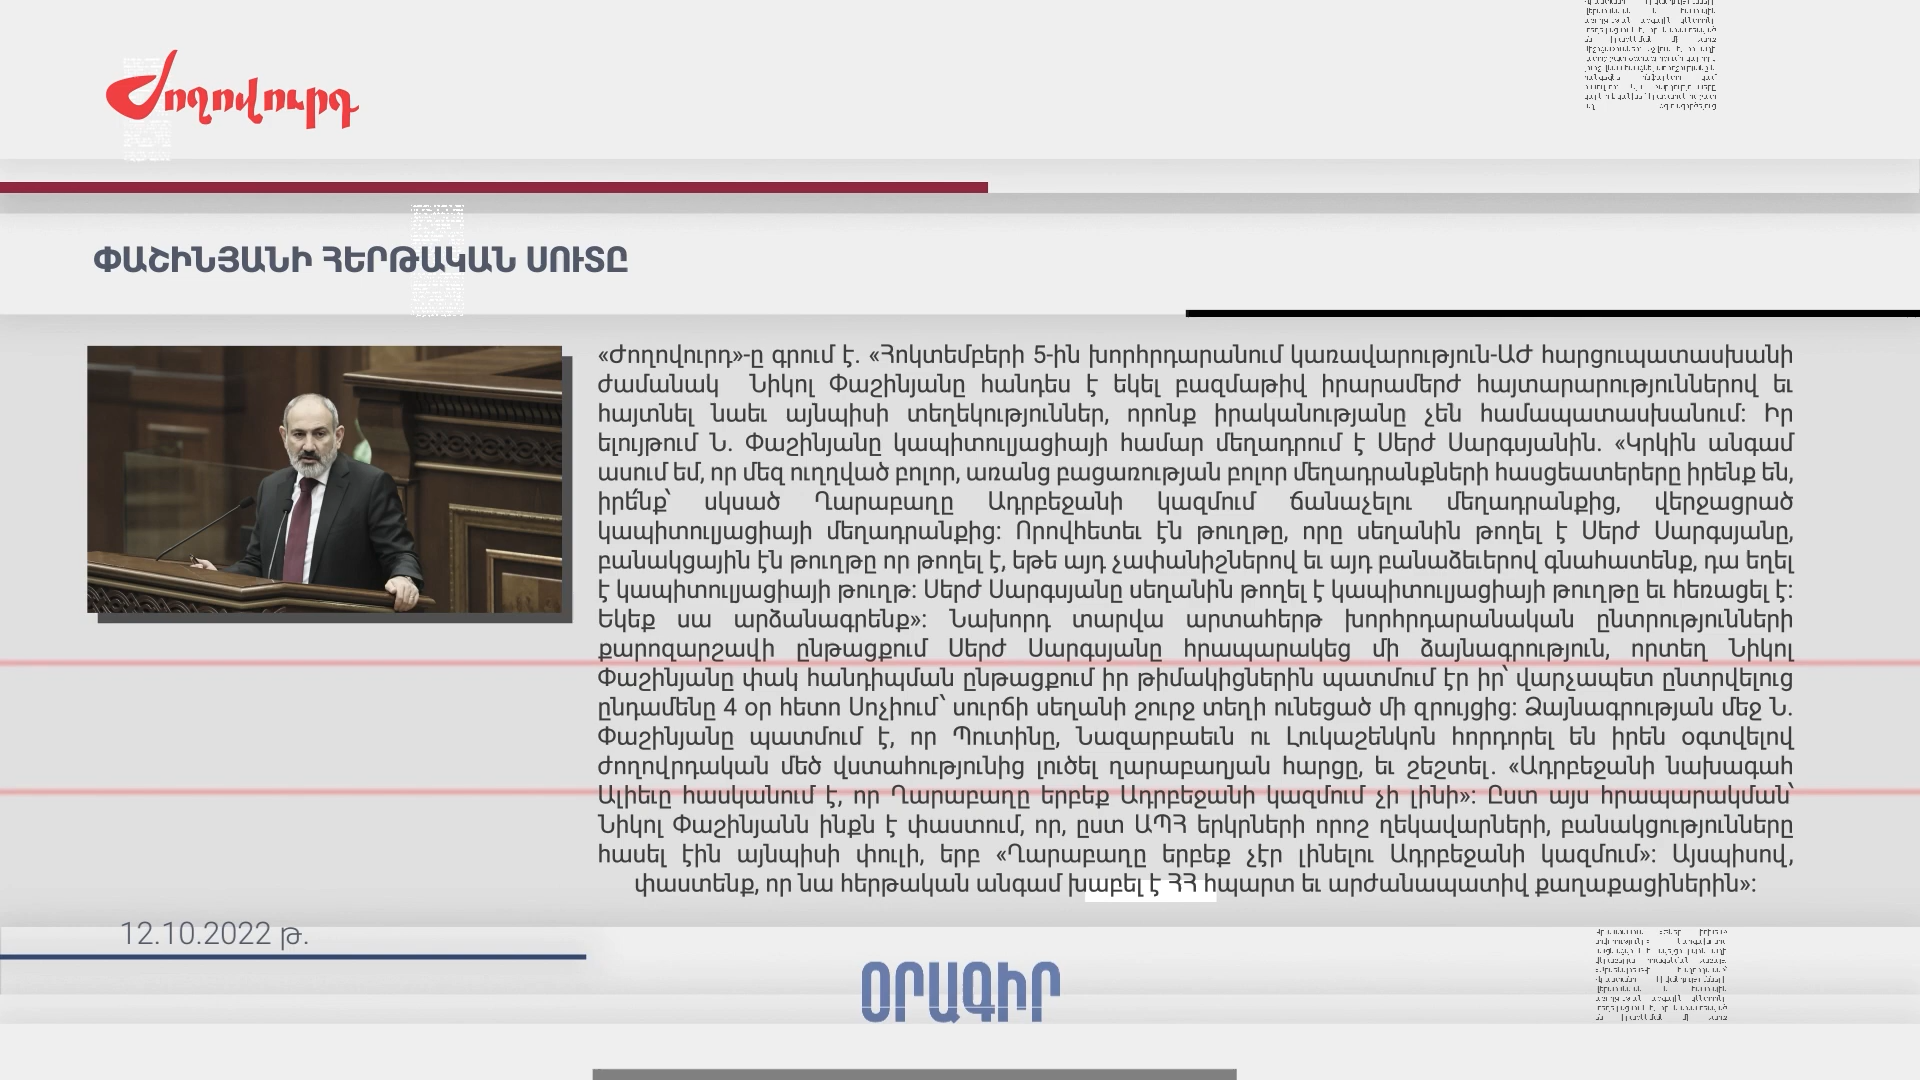 Ժողովուրդ
ՓԱՇԻՆՅԱՆԻ ՀԵՐԹԱԿԱՆ ՍՈՒՏԸ
«Ժողովուրդ»-ը գրում է. «Հոկտեմբերի 5-ին խորհրդարանում կառավարություն-ԱԺ հարցուպատասխանի
ժամանակ Նիկոլ Փաշինյանը հանդես է եկել բազմաթիվ իրարամերժ հայտարարություններով եւ
հայտնել նաեւ այնպիսի տեղեկություններ, որոնք իրականությանը չեն համապատասխանում: Իր
ելույթում Ն. Փաշինյանը կապիտուլյացիայի համար մեղադրում է Սերժ Սարգսյանին. «Կրկին անգամ
ասում եմ, որ մեզ ուղղված բոլոր, առանց բացառության բոլոր մեղադրանքների հասցեատերերը իրենք են,
իրե՛նք՝ սկսած Ղարաբաղը Ադրբեջանի կազմում ճանաչելու մեղադրանքից, վերջացրած
կապիտուլյացիայի մեղադրանքից: Որովհետեւ էն թուղթը, որը սեղանին թողել է Սերժ Սարգսյանը,
բանակցային էն թուղթը որ թողել է, եթե այդ չափանիշներով եւ այդ բանաձեւերով գնահատենք, դա եղել
է կապիտուլյացիայի թուղթ: Սերժ Սարգսյանը սեղանին թողել է կապիտուլյացիայի թուղթը եւ հեռացել է:
Եկեք սա արձանագրենք»: Նախորդ տարվա արտահերթ խորհրդարանական ընտրությունների
քարոզարշավի ընթացքում Սերժ Սարգսյանը հրապարակեց մի ձայնագրություն, որտեղ Նիկոլ
Փաշինյանը փակ հանդիպման ընթացքում իր թիմակիցներին պատմում էր իր՝ վարչապետ ընտրվելուց
ընդամենը 4 օր հետո Սոչիում՝ սուրճի սեղանի շուրջ տեղի ունեցած մի զրույցից: Ձայնագրության մեջ Ն.
Փաշինյանը պատմում է, որ Պուտինը, Նազարբաեւն ու Լուկաշենկոն հորդորել են իրեն օգտվելով
ժողովրդական մեծ վստահությունից լուծել ղարաբաղյան հարցը, եւ շեշտել. «Ադրբեջանի նախագահ
Ալիեւը հասկանում է, որ Ղարաբաղը երբեք Ադրբեջանի կազմում չի լինի»: Ըստ այս հրապարակման՝
Նիկոլ Փաշինյանն ինքն է փաստում, որ, ըստ ԱՊՀ երկրների որոշ ղեկավարների, բանակցությունները
հասել էին այնպիսի փուլի, երբ «Ղարաբաղը երբեք չէր լինելու Ադրբեջանի կազմում»: Այսպիսով,
փաստենք, որ նա հերթական անգամ խաբել է ՀՀ հպարտ եւ արժանապատիվ քաղաքացիներին»:
12.10.2022 թ.
ՕՐԱԳԻՐ